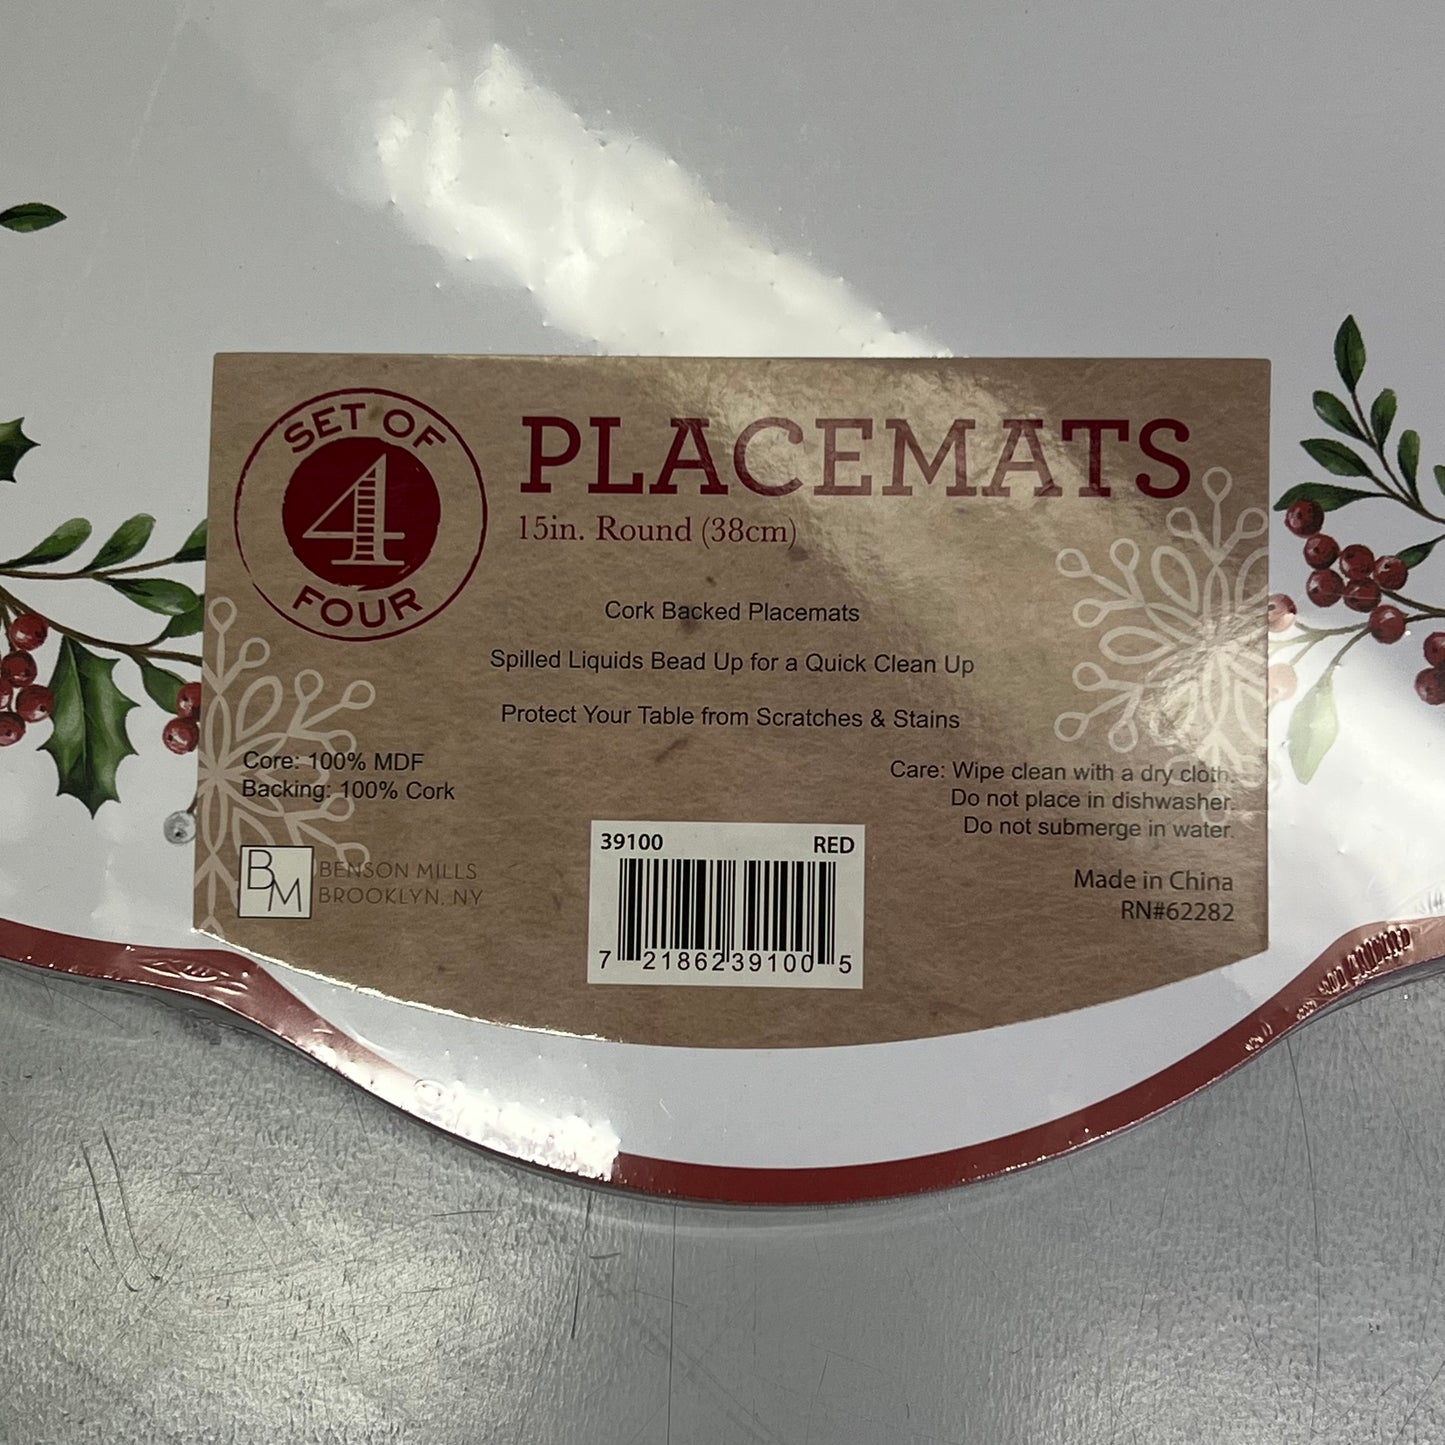 SET OF
4
FOUR
PLACEMATS
15in. Round (38cm)
Cork Backed Placemats
Spilled Liquids Bead Up for a Quick Clean Up
Protect Your Table from Scratches & Stains
Core: 100% MDF
Backing: 100% Cork
Care: Wipe clean with a dry cloth.
Do not place in dishwasher.
Do not submerge in water.
BM
BENSON MILLS
BROOKLYN, NY
39100 RED
7 21862 39100 5
Made in China
RN#62282